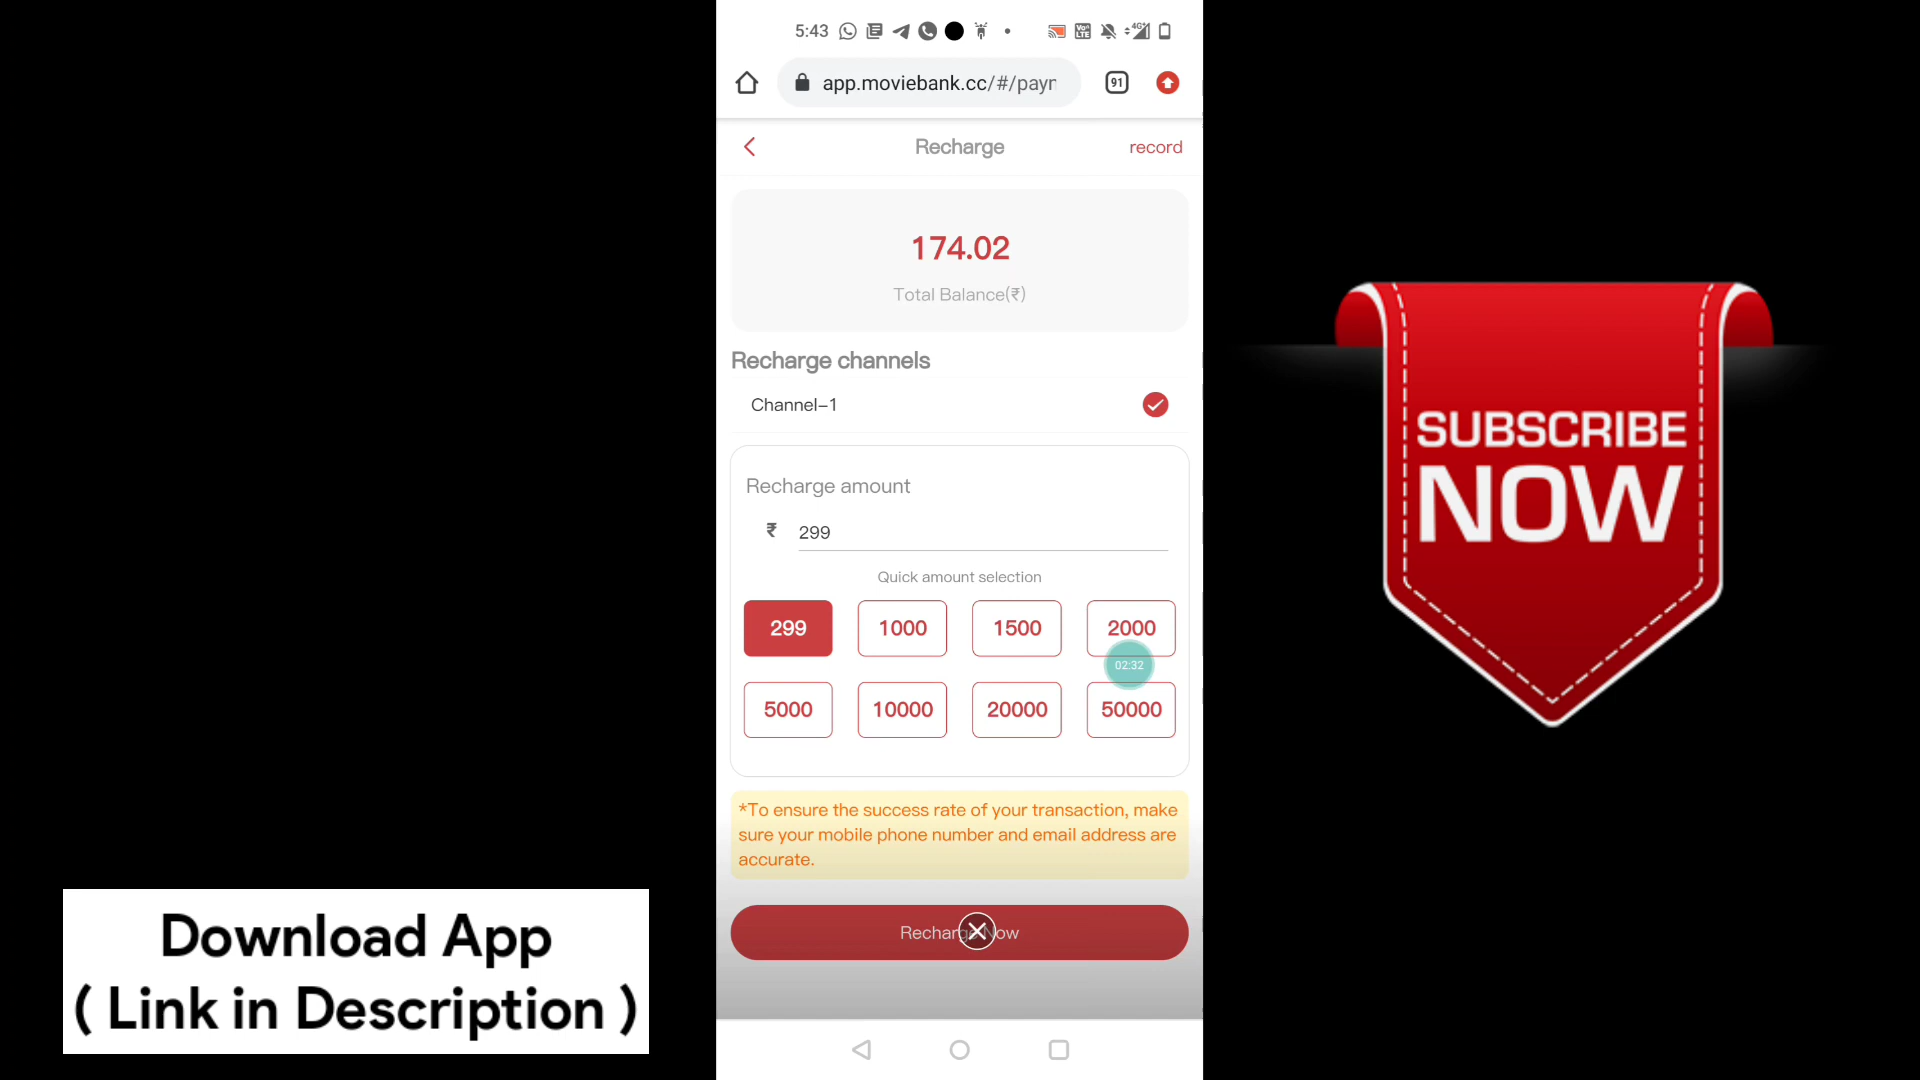 5:43
VoLTE
4G+
app.moviebank.cc/#/payn
91
Recharge
record
174.02
Total Balance(₹)
Recharge channels
Channel-1
Recharge amount
₹ 299
Quick amount selection
299 1000 1500 2000
02:32
5000 10000 20000 50000
*To ensure the success rate of your transaction, make
sure your mobile phone number and email address are
accurate.
Recharge Now
SUBSCRIBE
NOW
Download App
( Link in Description )